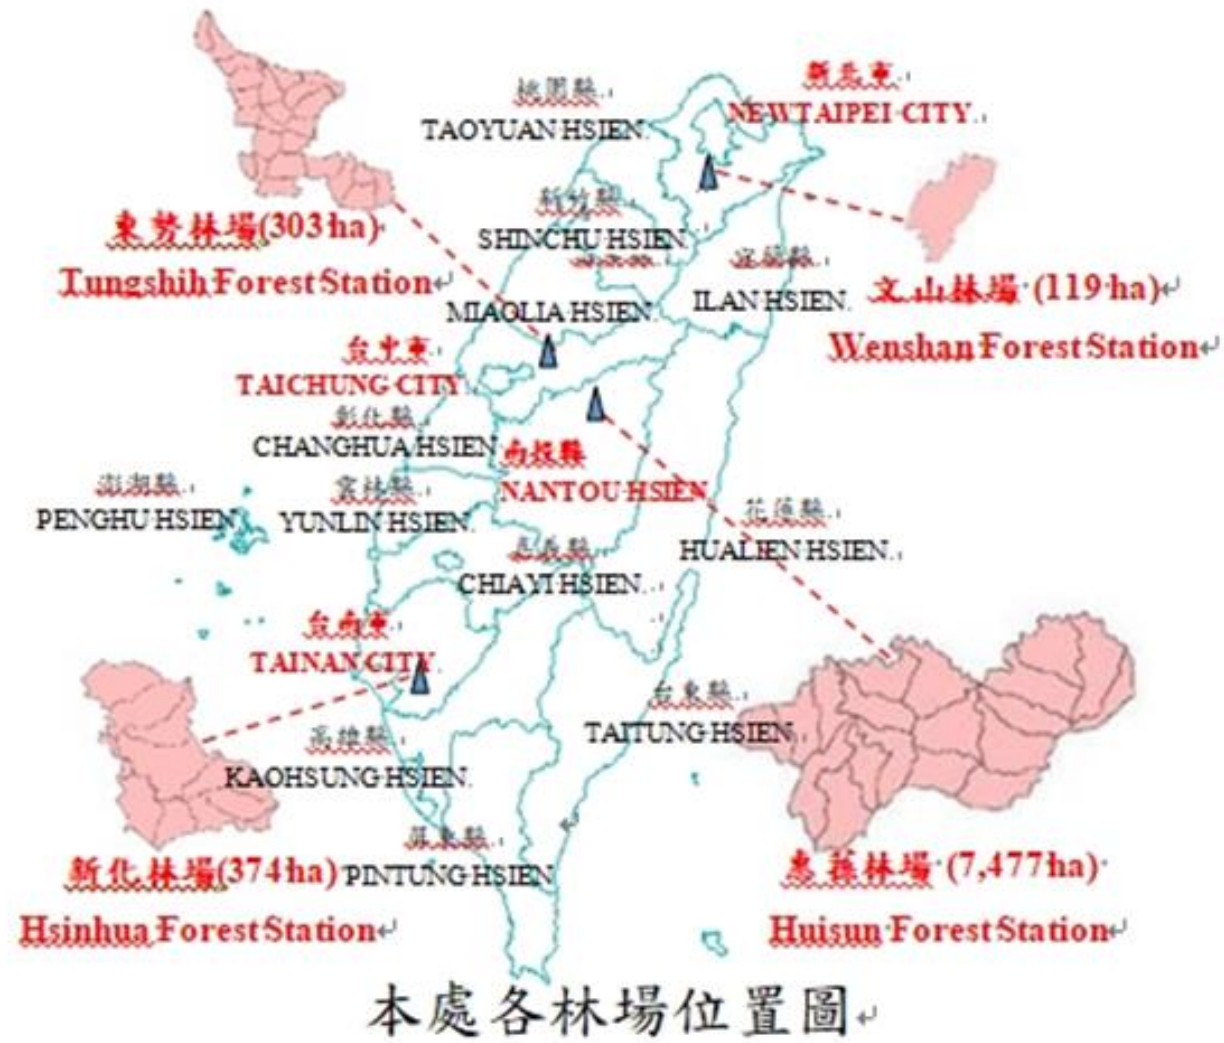 桃園縣
TAOYUAN HSIEN
新北市
NEWTAIPEI CITY
新竹縣
SHINCHU HSIEN
東勢林場(303 ha)
Tungshih Forest Station
宜蘭縣
ILAN HSIEN
文山林場 (119 ha)
Wenshan Forest Station
MIAOLIA HSIEN
台中市
TAICHUNG CITY
彰化縣
CHANGHUA HSIEN
南投縣
NANTOU HSIEN
澎湖縣
PENGHU HSIEN
雲林縣
YUNLIN HSIEN
花蓮縣
HUALIEN HSIEN
嘉義縣
CHIAYI HSIEN
台南市
TAINAN CITY
台東縣
TAITUNG HSIEN
高雄縣
KAOHSUNG HSIEN
屏東縣
PINTUNG HSIEN
新化林場(374 ha)
Hsinhua Forest Station
惠蓀林場 (7,477 ha)
Huisun Forest Station
本處各林場位置圖